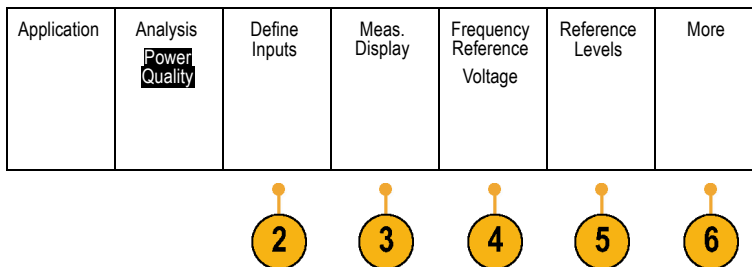 Application
Analysis
Power
Quality
Define
Inputs
Meas.
Display
Frequency
Reference
Voltage
Reference
Levels
More
2
3
4
5
6